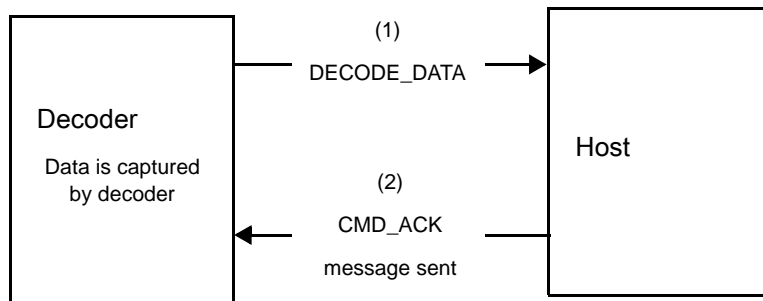 (1)
DECODE_DATA
Decoder
Data is captured
by decoder
Host
(2)
CMD_ACK
message sent